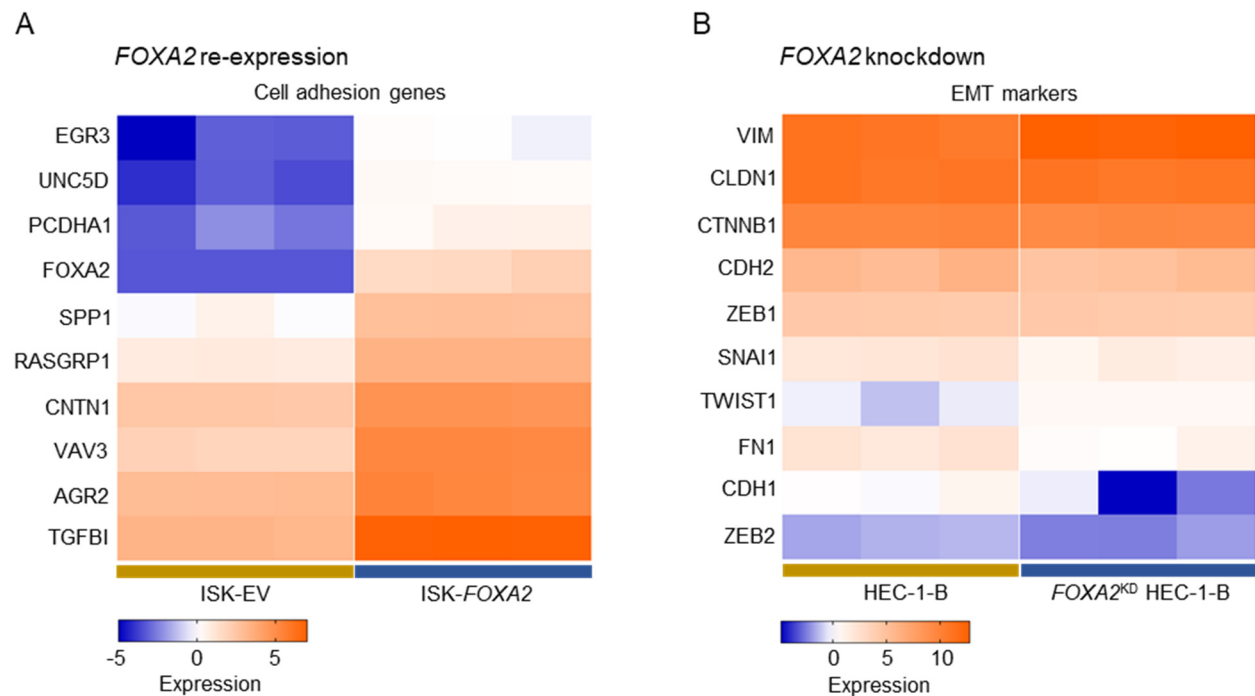 A
FOXA2 re-expression
Cell adhesion genes
EGR3
UNC5D
PCDHA1
FOXA2
SPP1
RASGRP1
CNTN1
VAV3
AGR2
TGFBI
ISK-EV ISK-FOXA2
-5 0 5
Expression
B
FOXA2 knockdown
EMT markers
VIM
CLDN1
CTNNB1
CDH2
ZEB1
SNAI1
TWIST1
FN1
CDH1
ZEB2
HEC-1-B FOXA2KD HEC-1-B
0 5 10
Expression